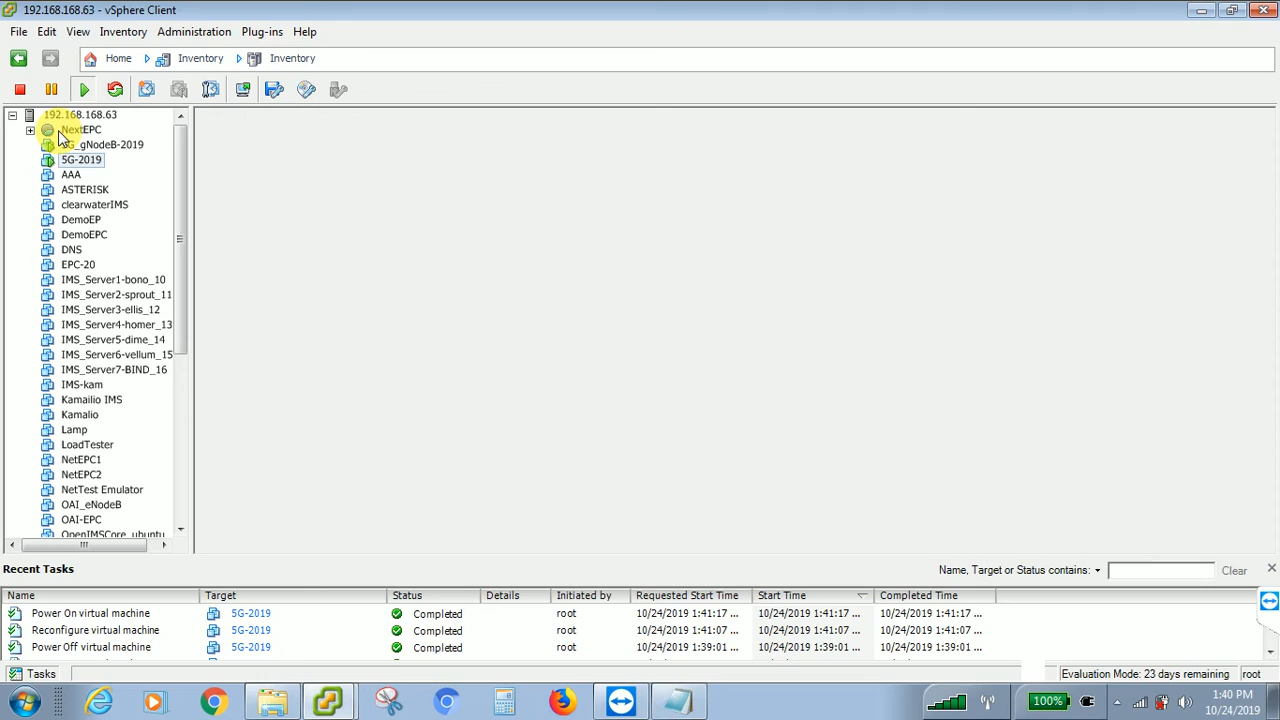 192.168.168.63 - vSphere Client
File Edit View Inventory Administration Plug-ins Help
Home Inventory Inventory
192.168.168.63
NextEPC
_gNodeB-2019
5G-2019
AAA
ASTERISK
clearwaterIMS
DemoEP
DemoEPC
DNS
EPC-20
IMS_Server1-bono_10
IMS_Server2-sprout_11
IMS_Server3-ellis_12
IMS_Server4-homer_13
IMS_Server5-dime_14
IMS_Server6-vellum_15
IMS_Server7-BIND_16
IMS-kam
Kamailio IMS
Kamalio
Lamp
LoadTester
NetEPC1
NetEPC2
NetTest Emulator
OAI_eNodeB
OAI-EPC
OpenIMSCore_ubuntu
Recent Tasks Name, Target or Status contains: Clear
Name Target Status Details Initiated by Requested Start Time Start Time Completed Time
Power On virtual machine 5G-2019 Completed root 10/24/2019 1:41:17 ... 10/24/2019 1:41:17 ... 10/24/2019 1:41:17 ...
Reconfigure virtual machine 5G-2019 Completed root 10/24/2019 1:41:07 ... 10/24/2019 1:41:07 ... 10/24/2019 1:41:07 ...
Power Off virtual machine 5G-2019 Completed root 10/24/2019 1:39:01 ... 10/24/2019 1:39:01 ... 10/24/2019 1:39:01 ...
Tasks Evaluation Mode: 23 days remaining root
100% 1:40 PM
10/24/2019